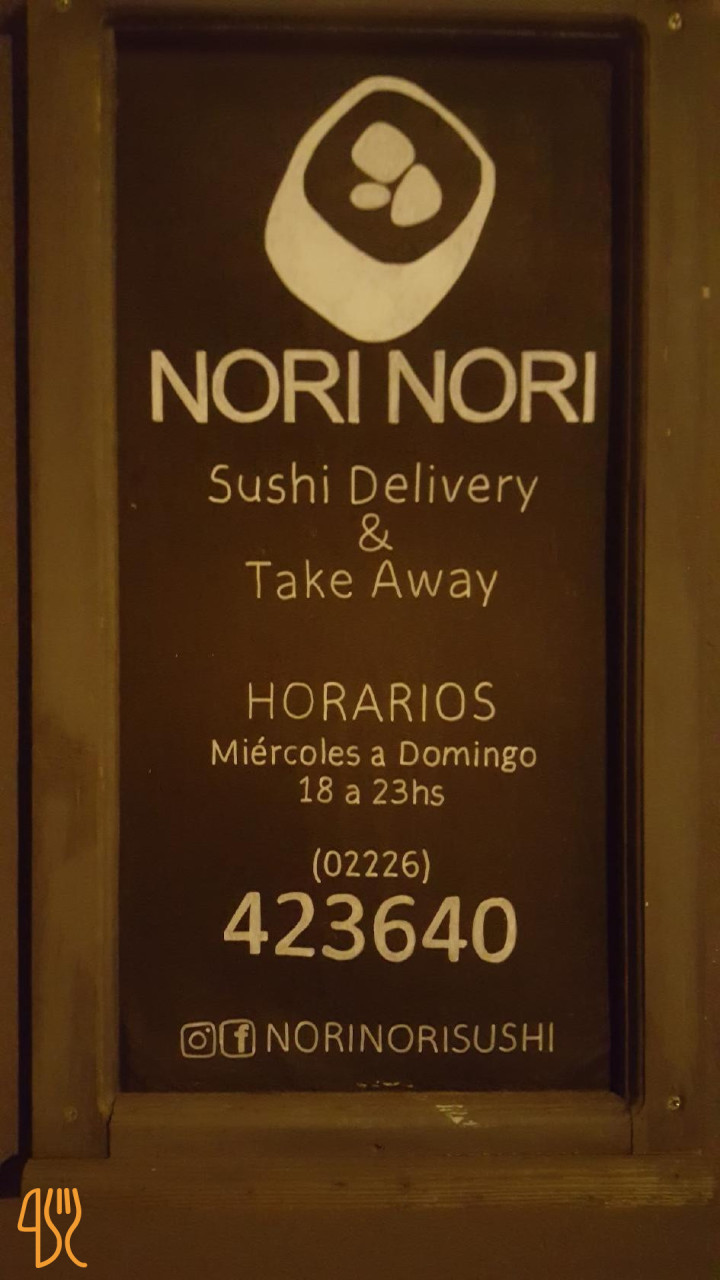 NORI NORI
Sushi Delivery
&
Take Away
HORARIOS
Miércoles a Domingo
18 a 23hs
(02226)
423640
NORINORISUSHI